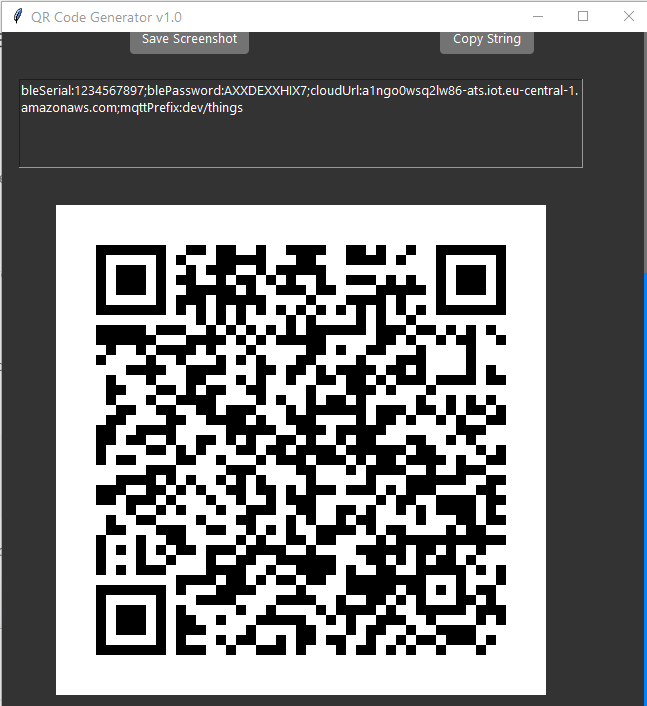 QR Code Generator v1.0
Save Screenshot Copy String
bleSerial:1234567897;blePassword:AXXDEXXHIX7;cloudUrl:a1ngo0wsq2lw86-ats.iot.eu-central-1.
amazonaws.com;mqttPrefix:dev/things